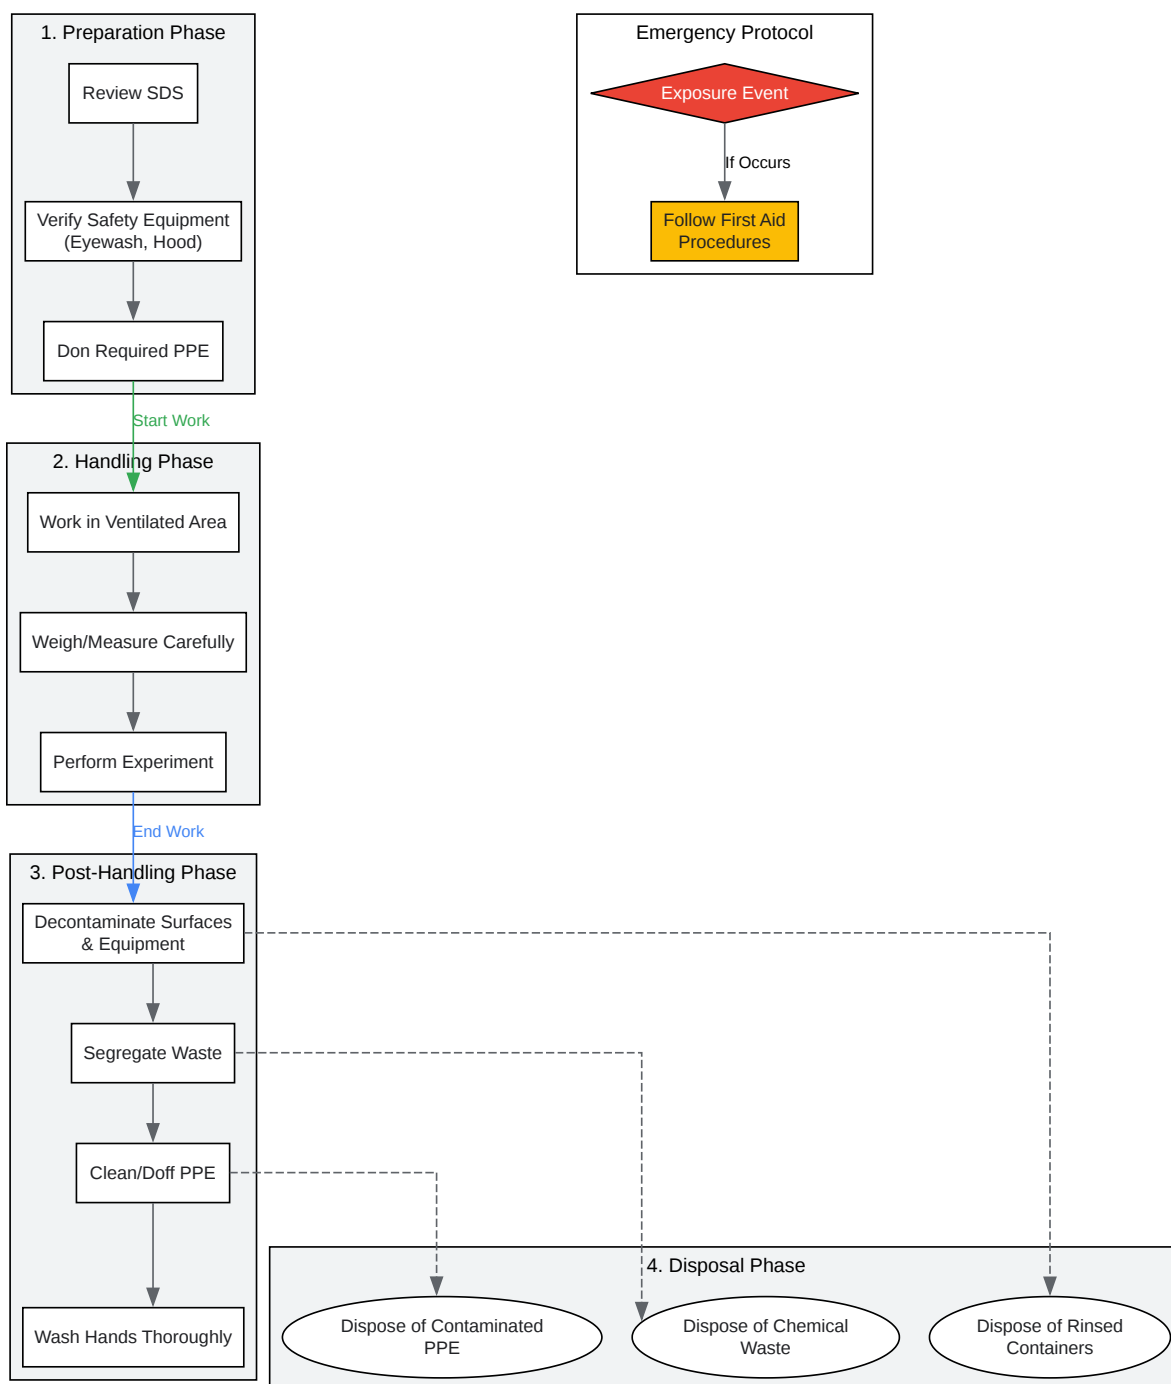 1. Preparation Phase
Review SDS
Verify Safety Equipment
(Eyewash, Hood)
Don Required PPE
Start Work
Emergency Protocol
Exposure Event
If Occurs
Follow First Aid
Procedures
2. Handling Phase
Work in Ventilated Area
Weigh/Measure Carefully
Perform Experiment
End Work
3. Post-Handling Phase
Decontaminate Surfaces
& Equipment
Segregate Waste
Clean/Doff PPE
Wash Hands Thoroughly
4. Disposal Phase
Dispose of Contaminated
PPE
Dispose of Chemical
Waste
Dispose of Rinsed
Containers